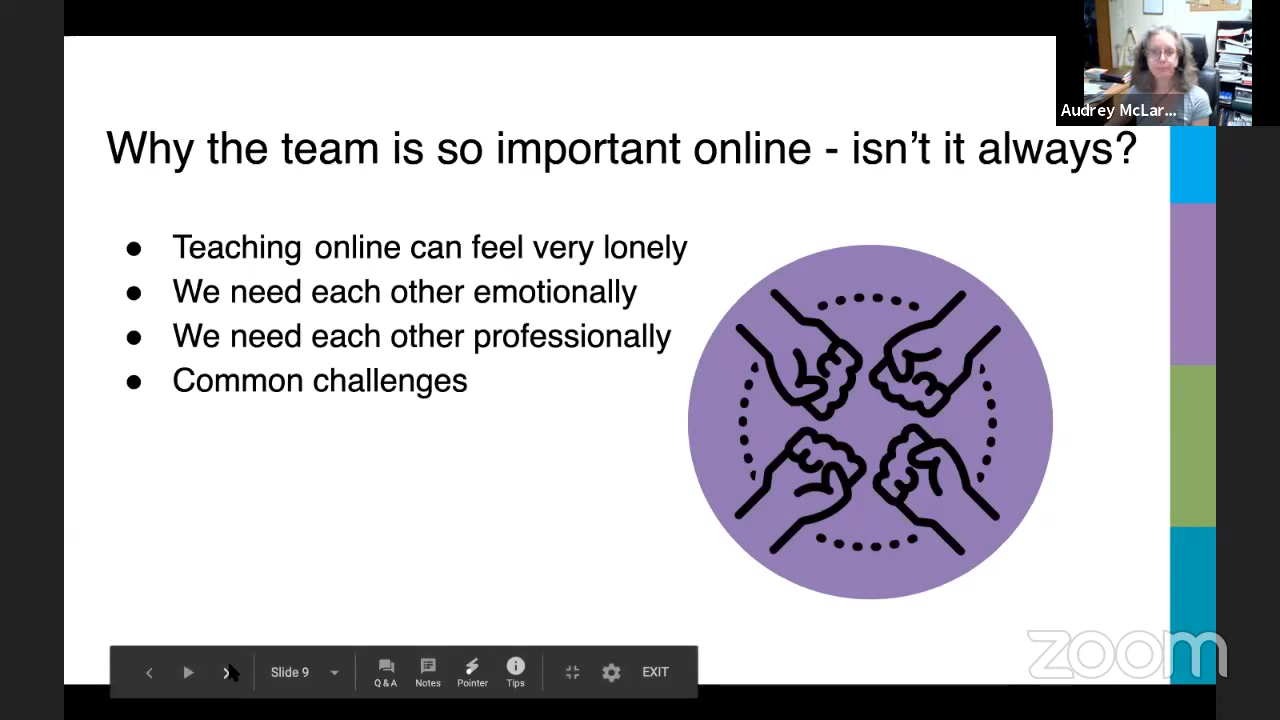 Audrey McLar...
Why the team is so important online - isn't it always?
● Teaching online can feel very lonely
● We need each other emotionally
● We need each other professionally
● Common challenges
Slide 9
Q & A
Notes
Pointer
Tips
EXIT
zoom